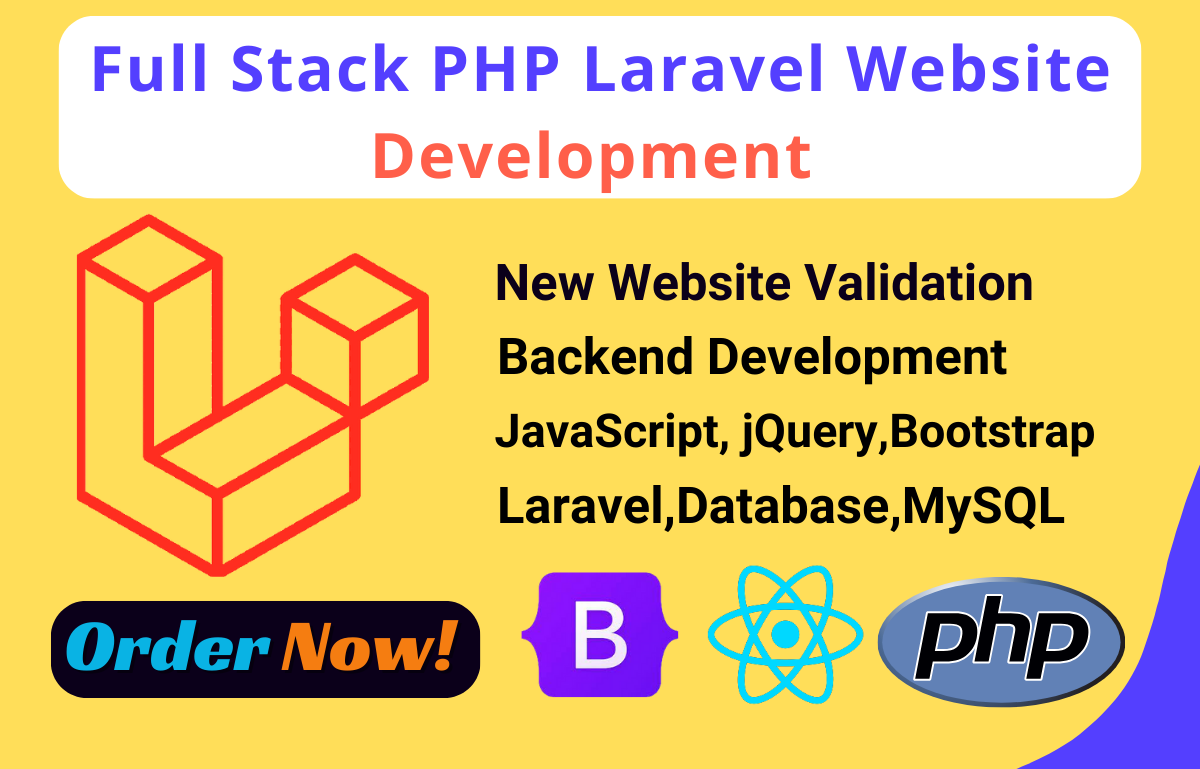 Full Stack PHP Laravel Website
Development
New Website Validation
Backend Development
JavaScript, jQuery,Bootstrap
Laravel,Database,MySQL
Order Now!
B
php